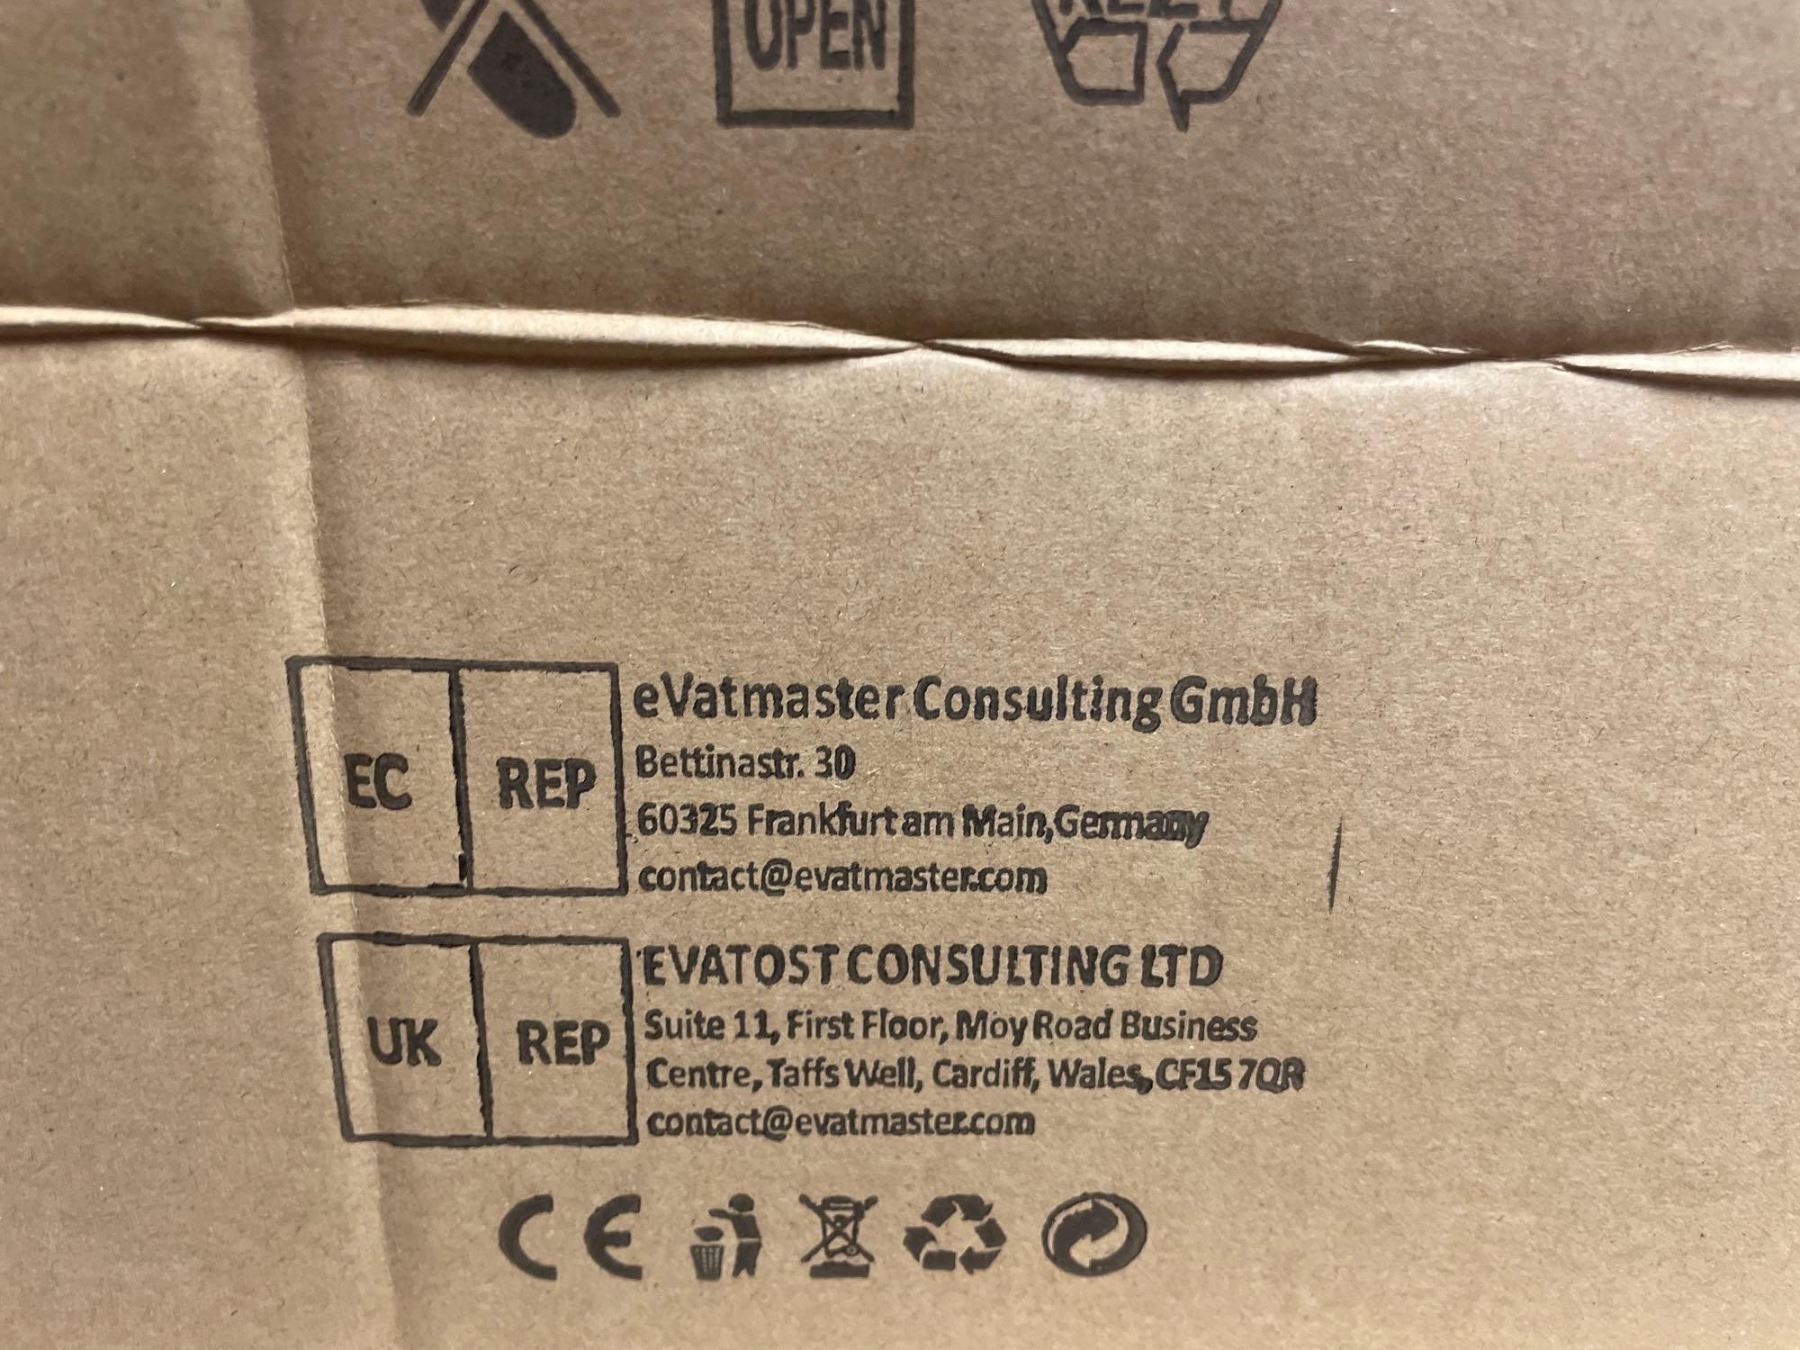 OPEN
EC REP
eVatmaster Consulting GmbH
Bettinastr. 30
60325 Frankfurt am Main,Germany
contact@evatmaster.com
UK REP
EVATOST CONSULTING LTD
Suite 11, First Floor, Moy Road Business
Centre, Taffs Well, Cardiff, Wales, CF15 7QR
contact@evatmaster.com
CE